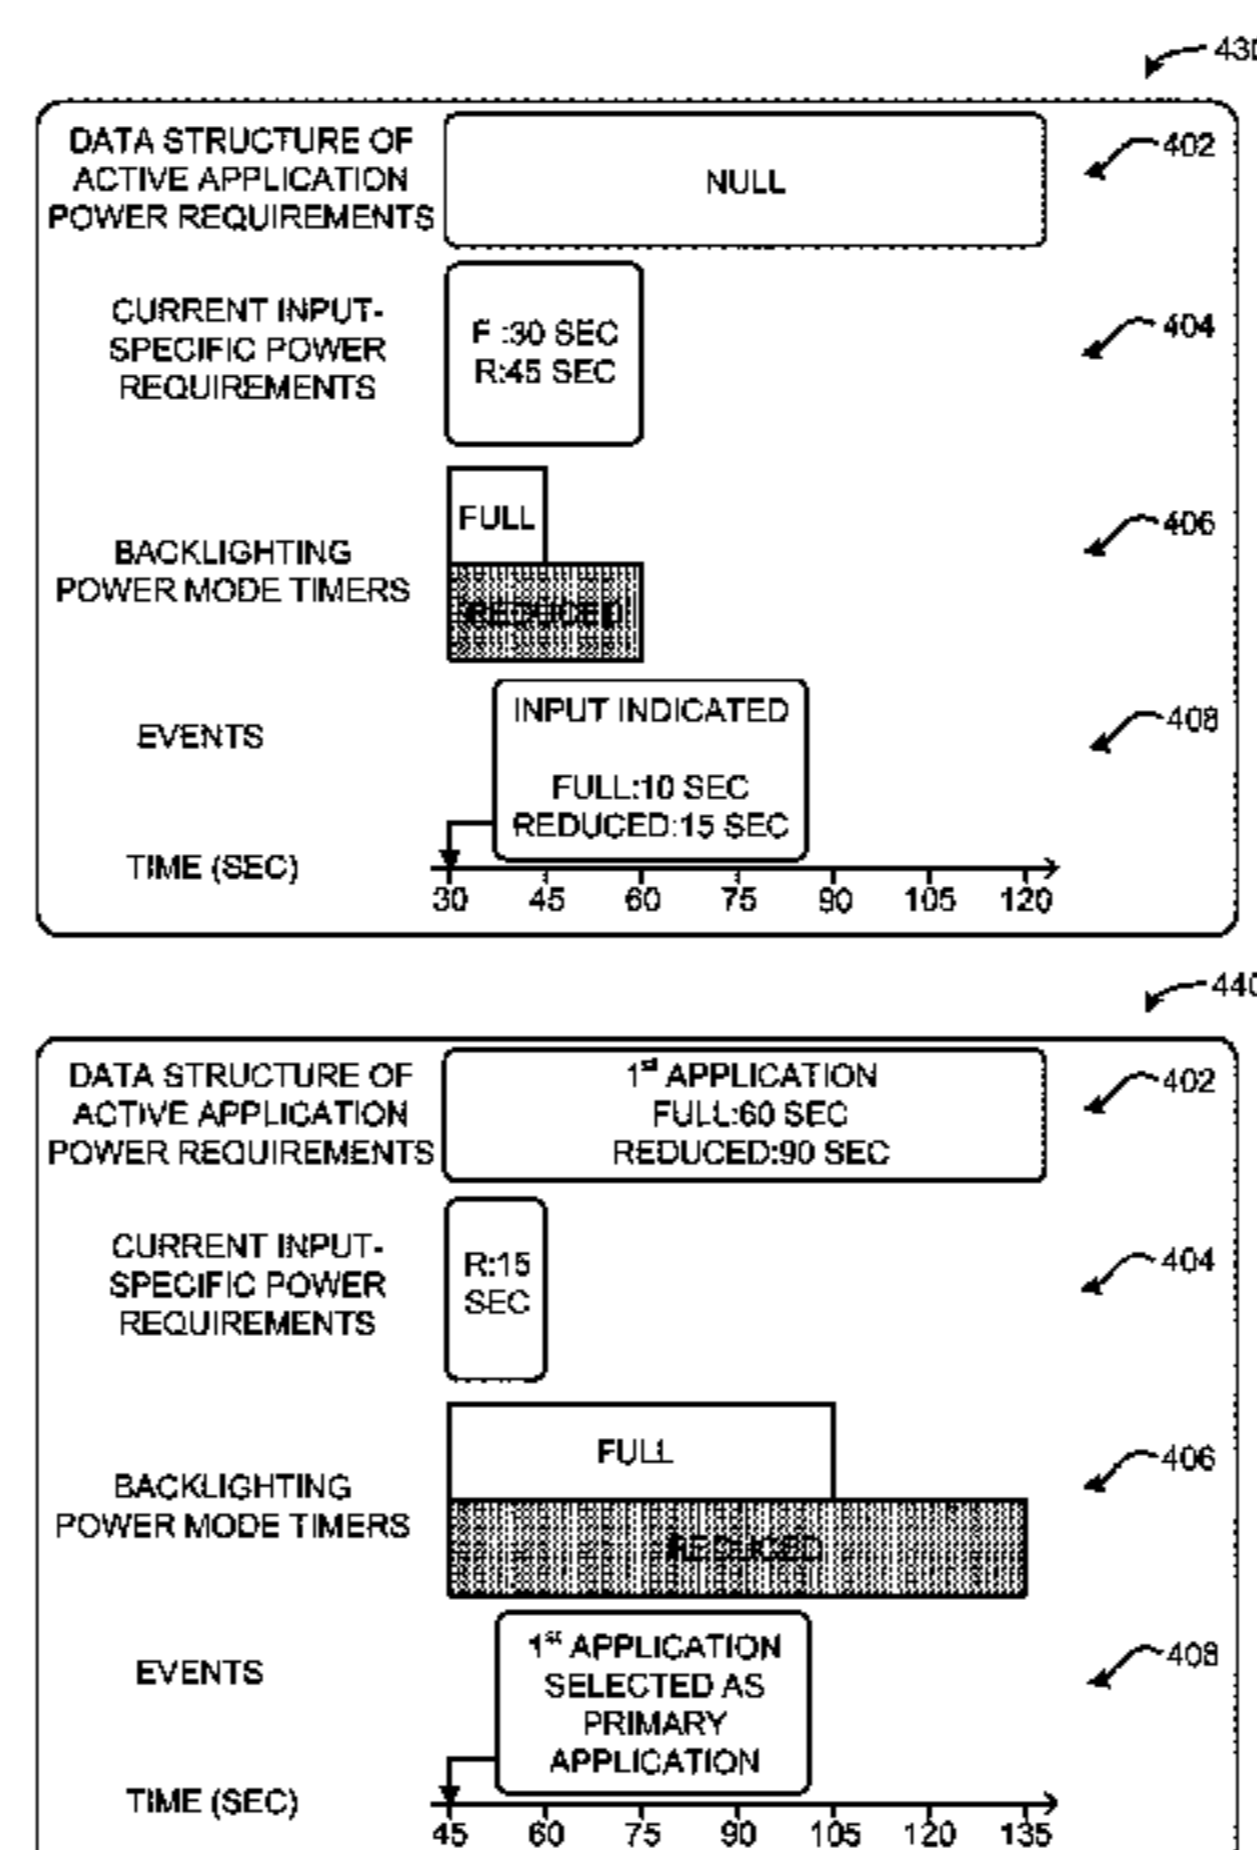 430
DATA STRUCTURE OF
ACTIVE APPLICATION
POWER REQUIREMENTS
NULL
402
CURRENT INPUT-
SPECIFIC POWER
REQUIREMENTS
F :30 SEC
R:45 SEC
404
BACKLIGHTING
POWER MODE TIMERS
FULL
REDUCED
406
EVENTS
INPUT INDICATED
FULL:10 SEC
REDUCED:15 SEC
408
TIME (SEC)
30 45 60 75 90 105 120
440
DATA STRUCTURE OF
ACTIVE APPLICATION
POWER REQUIREMENTS
1st APPLICATION
FULL:60 SEC
REDUCED:90 SEC
402
CURRENT INPUT-
SPECIFIC POWER
REQUIREMENTS
R:15
SEC
404
BACKLIGHTING
POWER MODE TIMERS
FULL
REDUCED
406
EVENTS
1st APPLICATION
SELECTED AS
PRIMARY
APPLICATION
408
TIME (SEC)
45 60 75 90 105 120 135